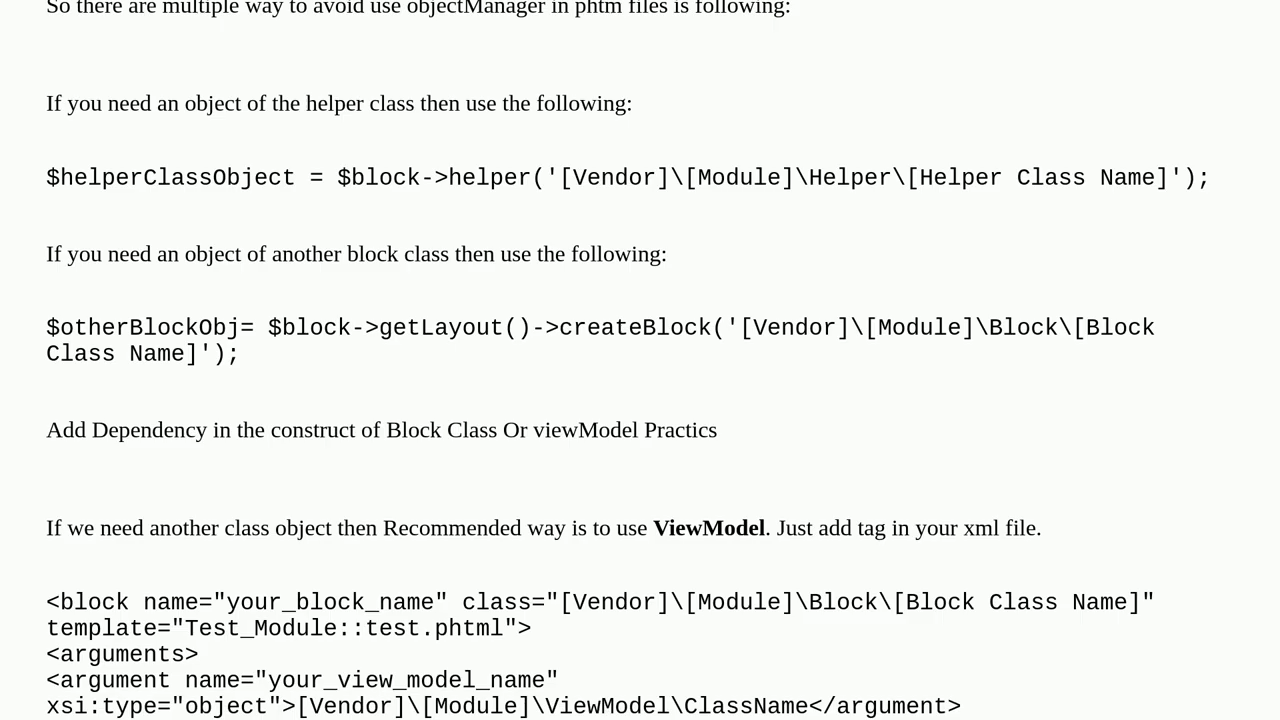 So there are multiple way to avoid use objectManager in phtm files is following:
If you need an object of the helper class then use the following:
$helperClassObject = $block->helper('[Vendor]\[Module]\Helper\[Helper Class Name]');
If you need an object of another block class then use the following:
$otherBlockObj= $block->getLayout()->createBlock('[Vendor]\[Module]\Block\[Block
Class Name]');
Add Dependency in the construct of Block Class Or viewModel Practics
If we need another class object then Recommended way is to use ViewModel. Just add tag in your xml file.
<block name="your_block_name" class="[Vendor]\[Module]\Block\[Block Class Name]"
template="Test_Module::test.phtml">
<arguments>
<argument name="your_view_model_name"
xsi:type="object">[Vendor]\[Module]\ViewModel\ClassName</argument>